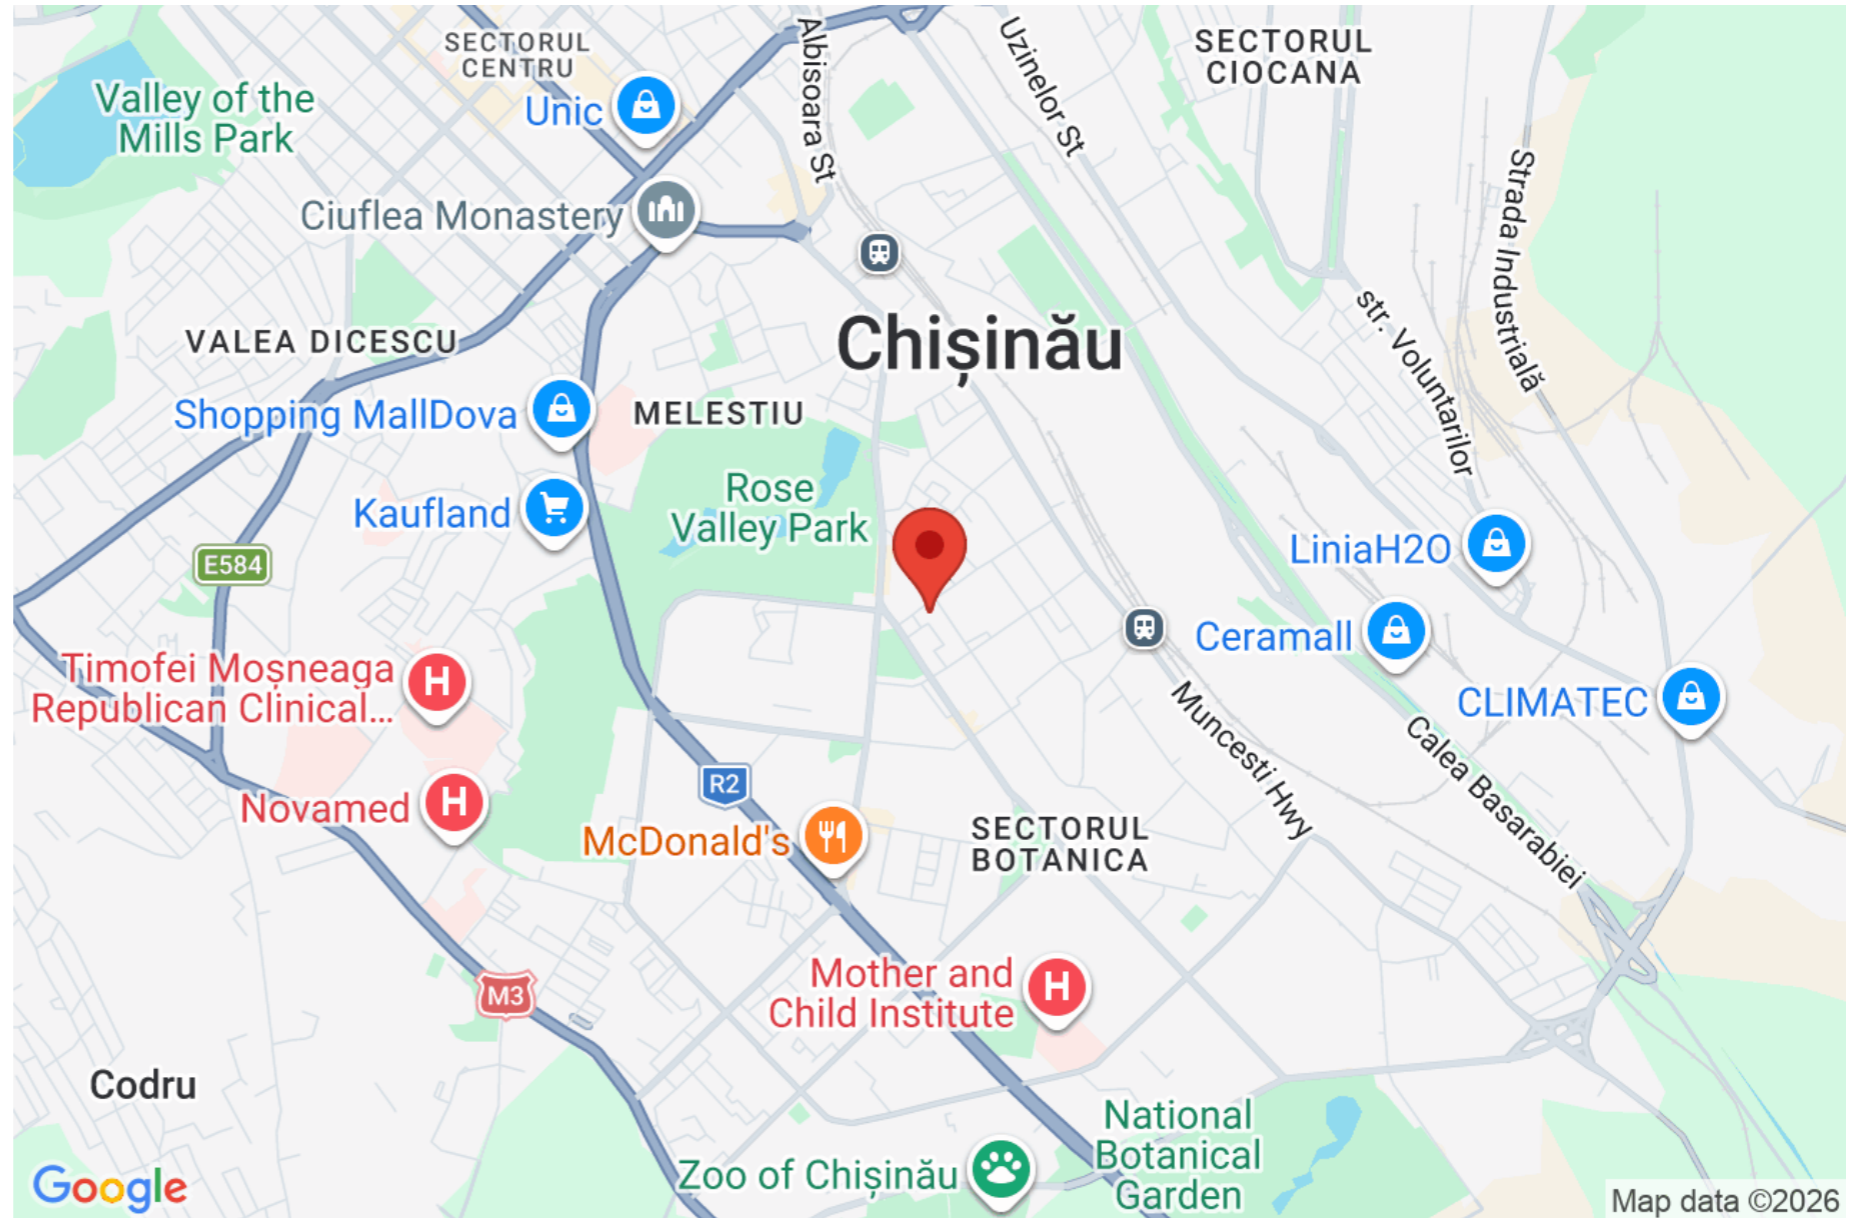 SECTORUL
CENTRU
Valley of the
Mills Park
Unic
Albisoara St
Uzinelor St
SECTORUL
CIOCANA
Ciuflea Monastery
Strada Industrială
str. Voluntarilor
VALEA DICESCU
Chișinău
Shopping MallDova
MELESTIU
Kaufland
Rose
Valley Park
E584
LiniaH2O
Ceramall
Timofei Moșneaga
Republican Clinical...
CLIMATEC
Muncesti Hwy
Calea Basarabiei
R2
Novamed
McDonald's
SECTORUL
BOTANICA
M3
Mother and
Child Institute
Codru
National
Botanical
Garden
Zoo of Chișinău
Google
Map data ©2026